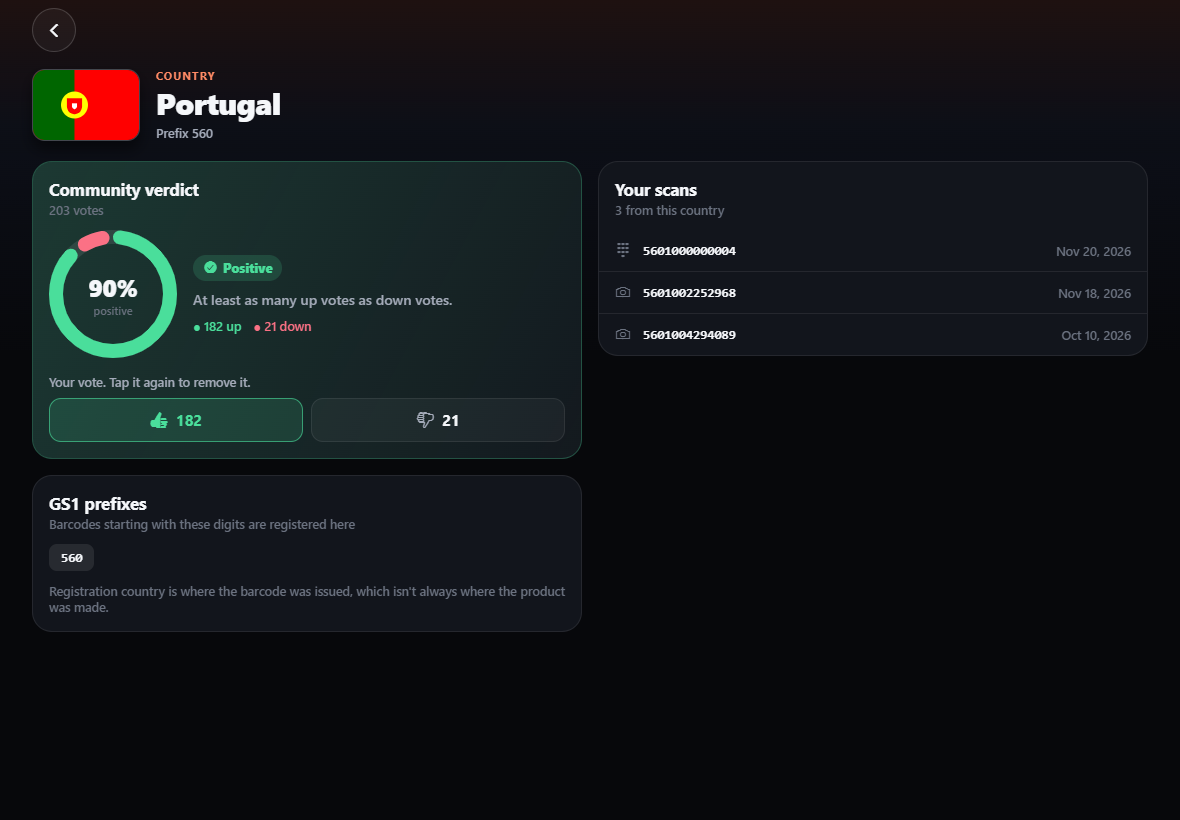 COUNTRY
Portugal
Prefix 560
Community verdict
203 votes
90%
positive
Positive
At least as many up votes as down votes.
182 up
21 down
Your vote. Tap it again to remove it.
182
21
GS1 prefixes
Barcodes starting with these digits are registered here
560
Registration country is where the barcode was issued, which isn't always where the product
was made.
Your scans
3 from this country
5601000000004 Nov 20, 2026
5601002252968 Nov 18, 2026
5601004294089 Oct 10, 2026